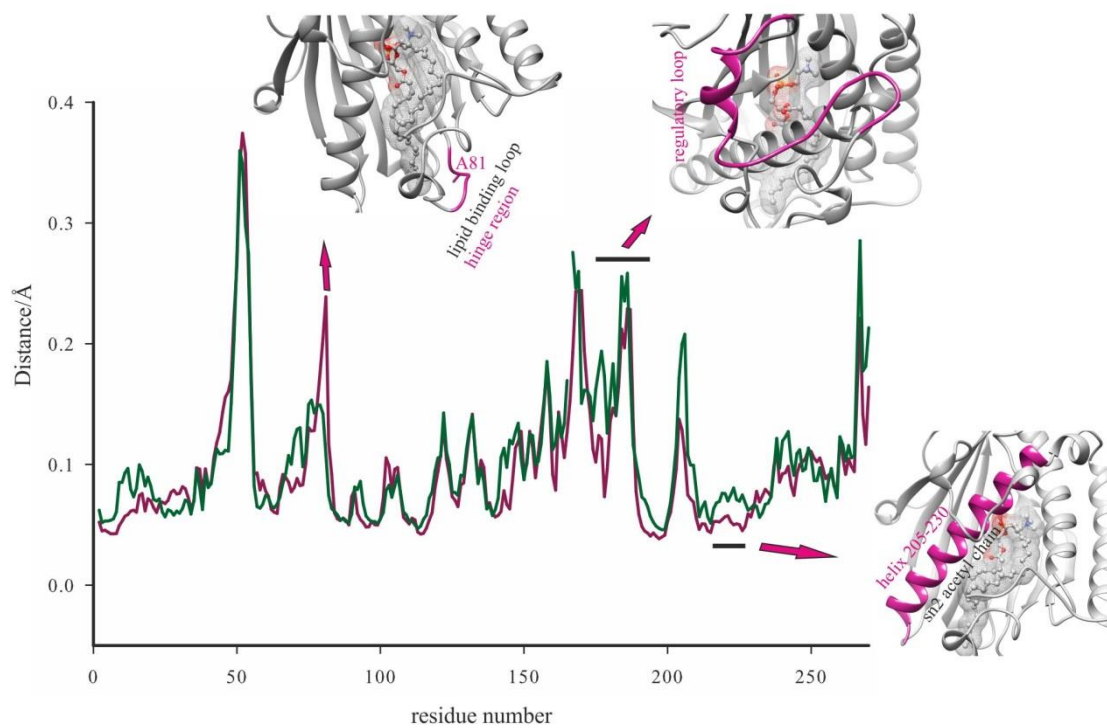 A81
lipid binding loop
hinge region
regulatory loop
0.4
0.3
0.2
0.1
0.0
Distance/Å
helix 205-230
sn2 acetyl chain
0
50
100
150
200
250
residue number